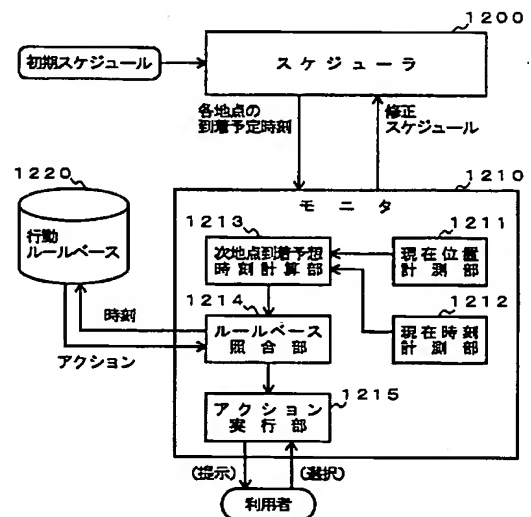 1200
初期スケジュール
スケジューラ
各地点の
到着予定時刻
修正
スケジュール
1220
1210
モニタ
行動
ルールベース
1213
次地点到着予想
時刻計算部
1211
現在位置
計測部
1214
1212
時刻
ルールベース
照合部
現在時刻
計測部
アクション
1215
アクション
実行部
(提示)
(選択)
利用者